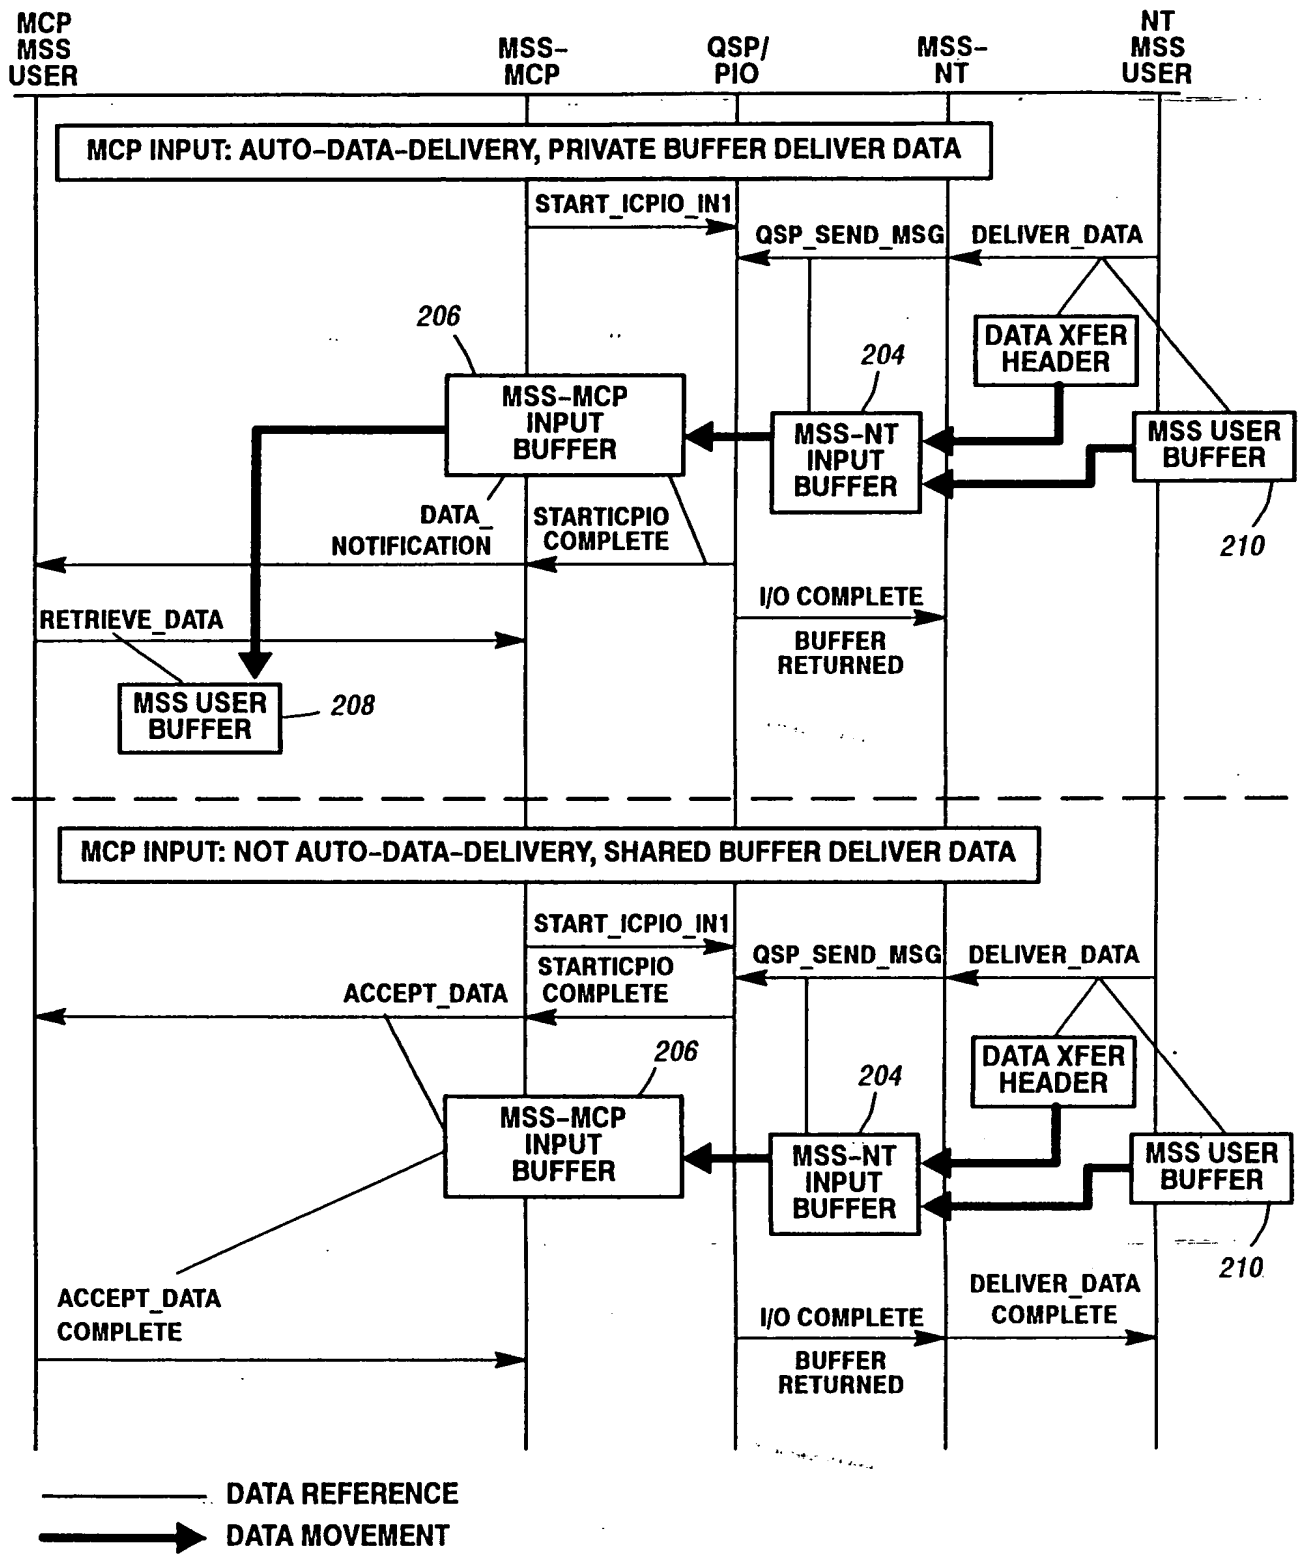 MCP
MSS
USER
MSS-
MCP
QSP/
PIO
MSS-
NT
NT
MSS
USER
MCP INPUT: AUTO-DATA-DELIVERY, PRIVATE BUFFER DELIVER DATA
START_ICPIO_IN1
QSP_SEND_MSG
DELIVER_DATA
206
DATA XFER
HEADER
204
MSS-MCP
INPUT
BUFFER
MSS-NT
INPUT
BUFFER
MSS USER
BUFFER
210
DATA_
NOTIFICATION
STARTICPIO
COMPLETE
I/O COMPLETE
BUFFER
RETURNED
RETRIEVE_DATA
MSS USER
BUFFER
208
MCP INPUT: NOT AUTO-DATA-DELIVERY, SHARED BUFFER DELIVER DATA
START_ICPIO_IN1
QSP_SEND_MSG
DELIVER_DATA
STARTICPIO
COMPLETE
ACCEPT_DATA
206
DATA XFER
HEADER
204
MSS-MCP
INPUT
BUFFER
MSS-NT
INPUT
BUFFER
MSS USER
BUFFER
210
ACCEPT_DATA
COMPLETE
I/O COMPLETE
BUFFER
RETURNED
DELIVER_DATA
COMPLETE
DATA REFERENCE
DATA MOVEMENT